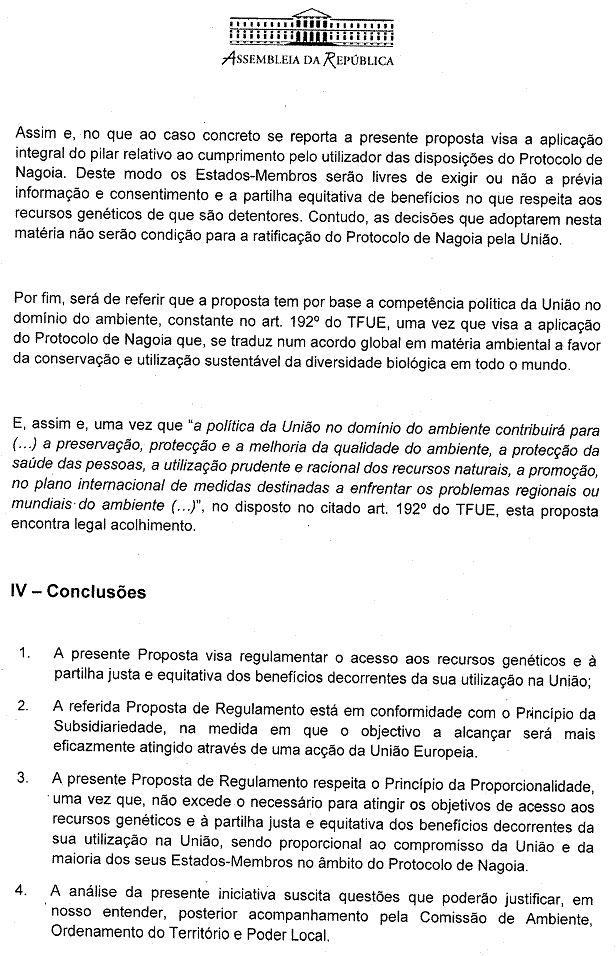 ASSEMBLEIA DA REPÚBLICA
Assim e, no que ao caso concreto se reporta a presente proposta visa a aplicação
integral do pilar relativo ao cumprimento pelo utilizador das disposições do Protocolo de
Nagoia. Deste modo os Estados-Membros serão livres de exigir ou não a prévia
informação e consentimento e a partilha equitativa de benefícios no que respeita aos
recursos genéticos de que são detentores. Contudo, as decisões que adoptarem nesta
matéria não serão condição para a ratificação do Protocolo de Nagoia pela União.
Por fim, será de referir que a proposta tem por base a competência política da União no
domínio do ambiente, constante no art. 192º do TFUE, uma vez que visa a aplicação
do Protocolo de Nagoia que, se traduz num acordo global em matéria ambiental a favor
da conservação e utilização sustentável da diversidade biológica em todo o mundo.
E, assim e, uma vez que “a política da União no domínio do ambiente contribuirá para
(...) a preservação, protecção e a melhoria da qualidade do ambiente, a protecção da
saúde das pessoas, a utilização prudente e racional dos recursos naturais, a promoção,
no plano internacional de medidas destinadas a enfrentar os problemas regionais ou
mundiais do ambiente (...)”, no disposto no citado art. 192º do TFUE, esta proposta
encontra legal acolhimento.
IV – Conclusões
1. A presente Proposta visa regulamentar o acesso aos recursos genéticos e à
partilha justa e equitativa dos benefícios decorrentes da sua utilização na União;
2. A referida Proposta de Regulamento está em conformidade com o Princípio da
Subsidiariedade, na medida em que o objectivo a alcançar será mais
eficazmente atingido através de uma acção da União Europeia.
3. A presente Proposta de Regulamento respeita o Princípio da Proporcionalidade,
uma vez que, não excede o necessário para atingir os objetivos de acesso aos
recursos genéticos e à partilha justa e equitativa dos benefícios decorrentes da
sua utilização na União, sendo proporcional ao compromisso da União e da
maioria dos seus Estados-Membros no âmbito do Protocolo de Nagoia.
4. A análise da presente iniciativa suscita questões que poderão justificar, em
nosso entender, posterior acompanhamento pela Comissão de Ambiente,
Ordenamento do Território e Poder Local.